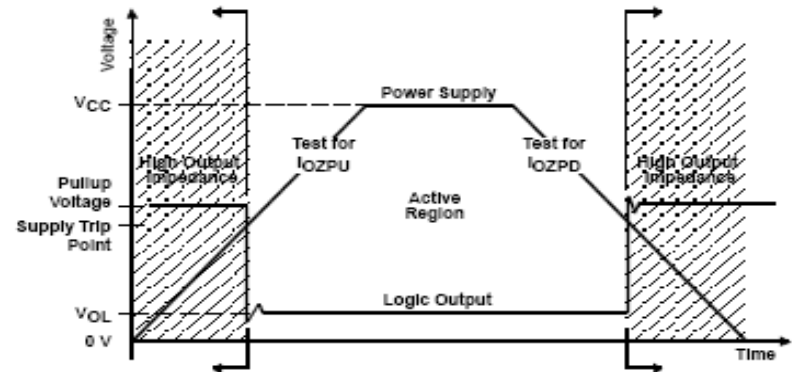 Voltage
VCC
Power Supply
Test for
IOZPU
Test for
IOZPD
High Output
Impedance
High Output
Impedance
Pullup
Voltage
Active
Region
Supply Trip
Point
Logic Output
VOL
0 V
Time